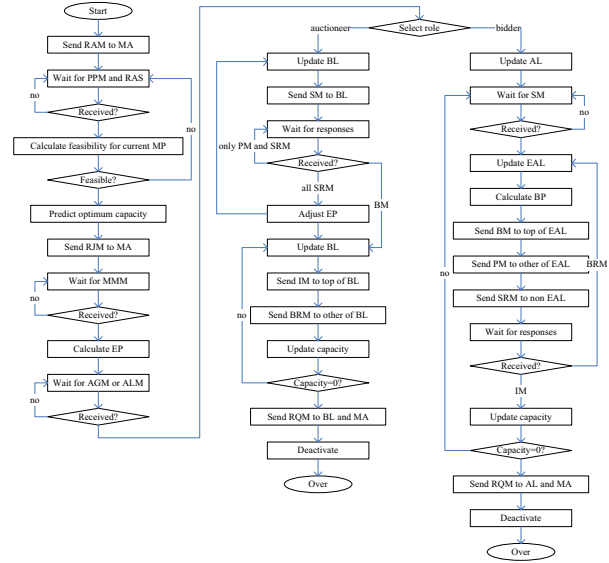 Start
Send RAM to MA
Wait for PPM and RAS
no
Received?
no
Calculate feasibility for current MP
Feasible?
Predict optimum capacity
Send RJM to MA
Wait for MMM
no
Received?
Calculate EP
Wait for AGM or ALM
no
Received?
Select role
auctioneer
bidder
Update BL
Send SM to BL
Wait for responses
only PM and SRM
Received?
all SRM
BM
Adjust EP
Update BL
Send IM to top of BL
Send BRM to other of BL
no
Update capacity
Capacity=0?
Send RQM to BL and MA
Deactivate
Over
Update AL
Wait for SM
no
Received?
Update EAL
Calculate BP
Send BM to top of EAL
Send PM to other of EAL
BRM
no
Send SRM to non EAL
Wait for responses
Received?
IM
Update capacity
Capacity=0?
Send RQM to AL and MA
Deactivate
Over